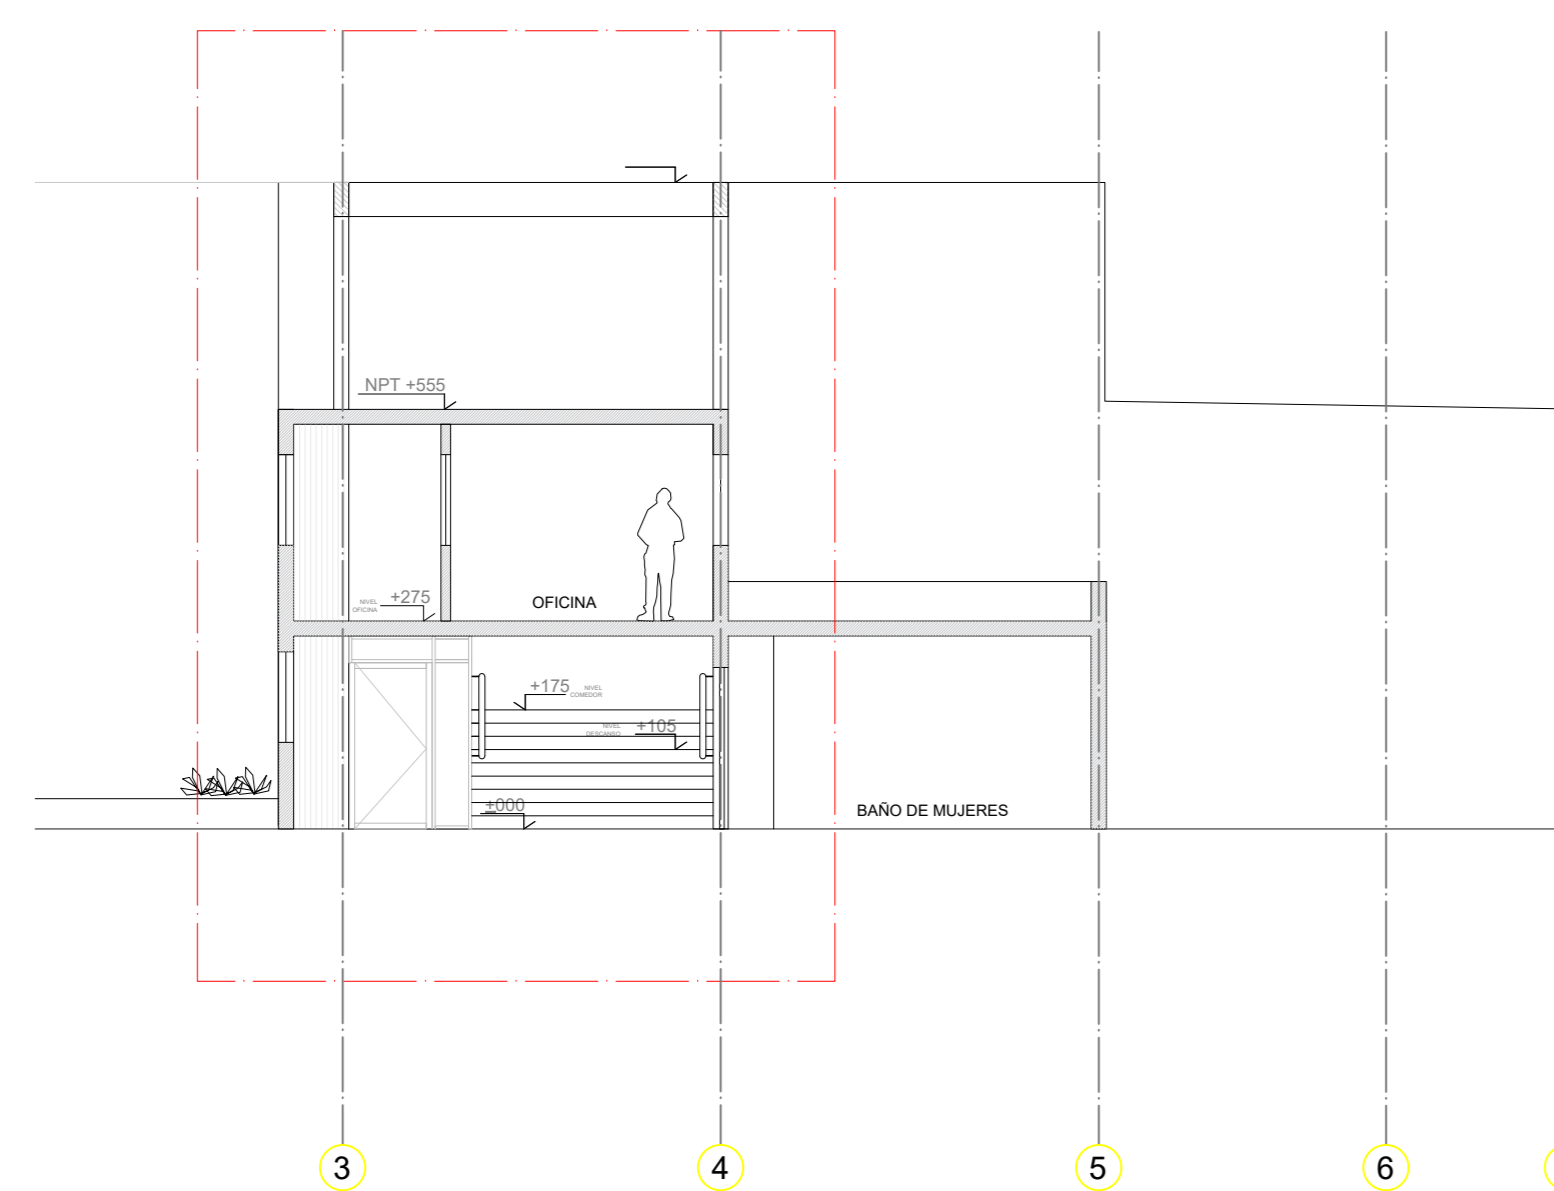 NPT +555
NIVEL
OFICINA
+275
OFICINA
+175
NIVEL
COMEDOR
NIVEL
DESCANSO
+105
±000
BAÑO DE MUJERES
3
4
5
6